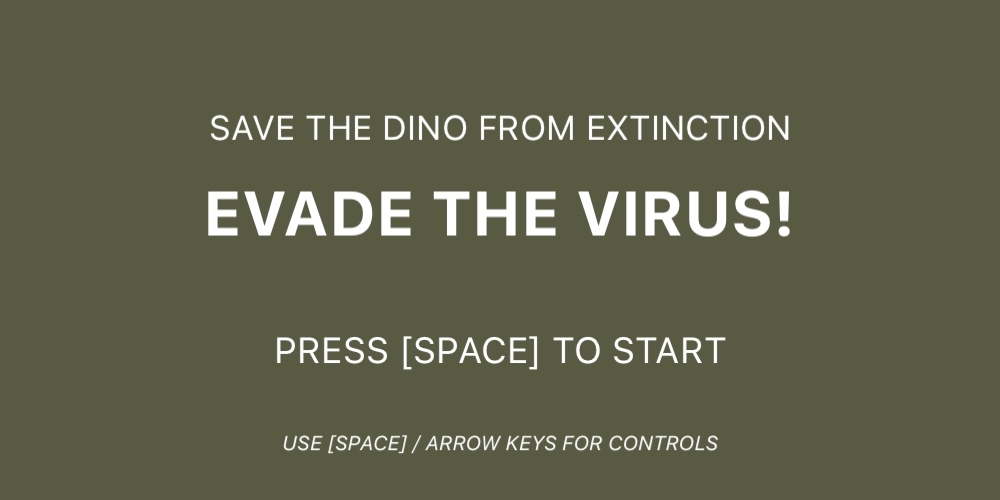 SAVE THE DINO FROM EXTINCTION
EVADE THE VIRUS!
PRESS [SPACE] TO START
USE [SPACE] / ARROW KEYS FOR CONTROLS